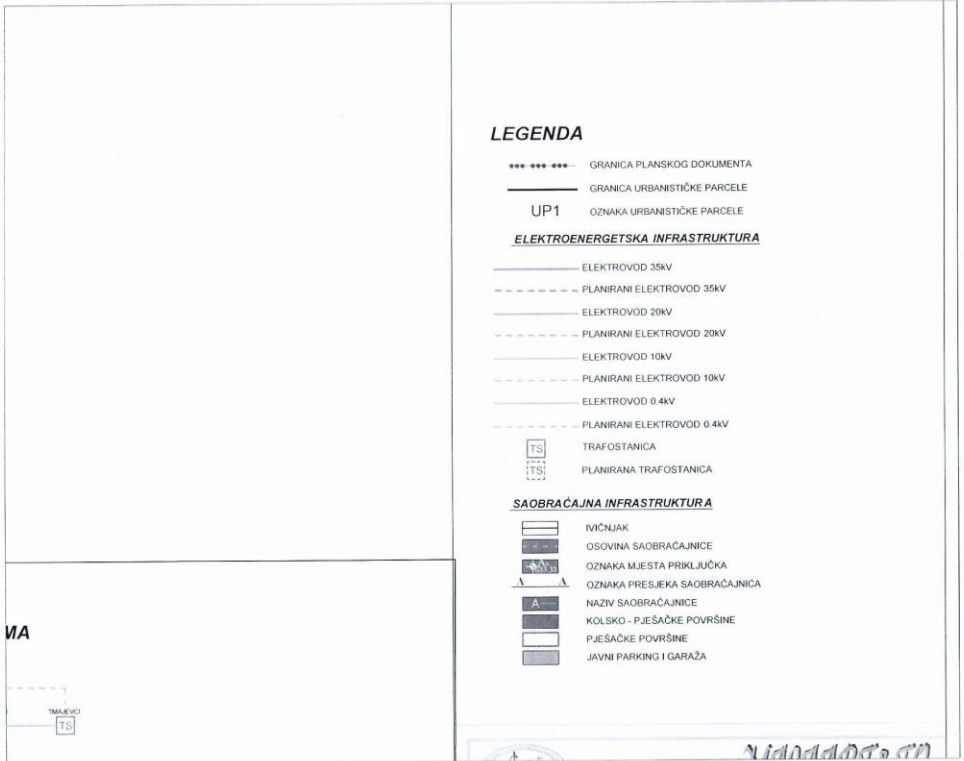 LEGENDA
GRANICA PLANSKOG DOKUMENTA
GRANICA URBANISTIČKE PARCELE
UP1 OZNAKA URBANISTIČKE PARCELE
ELEKTROENERGETSKA INFRASTRUKTURA
ELEKTROVOD 35kV
PLANIRANI ELEKTROVOD 35kV
ELEKTROVOD 20kV
PLANIRANI ELEKTROVOD 20kV
ELEKTROVOD 10kV
PLANIRANI ELEKTROVOD 10kV
ELEKTROVOD 0.4kV
PLANIRANI ELEKTROVOD 0.4kV
TS TRAFOSTANICA
TS PLANIRANA TRAFOSTANICA
SAOBRAĆAJNA INFRASTRUKTURA
IVIČNJAK
OSOVINA SAOBRAĆAJNICE
OZNAKA MJESTA PRIKLJUČKA
A A OZNAKA PRESJEKA SAOBRAĆAJNICA
A NAZIV SAOBRAĆAJNICE
KOLSKO - PJEŠAČKE POVRŠINE
PJEŠAČKE POVRŠINE
JAVNI PARKING I GARAŽA
MA
TMAJEVCI
TS